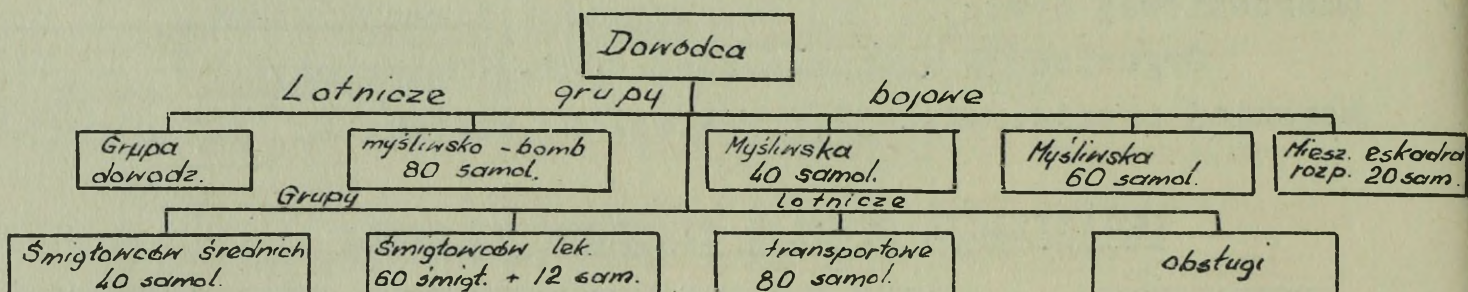 Dowódca
Lotnicze grupy bojowe
Grupa
dowodz.
myśliwsko - bomb
80 samol.
Myśliwska
40 samol.
Myśliwska
60 samol.
Miesz. eskadra
rozp. 20 sam.
Grupy lotnicze
Śmigłowców średnich
40 samol.
Śmigłowców lek.
60 śmigł. + 12 sam.
transportowe
80 samol.
obsługi